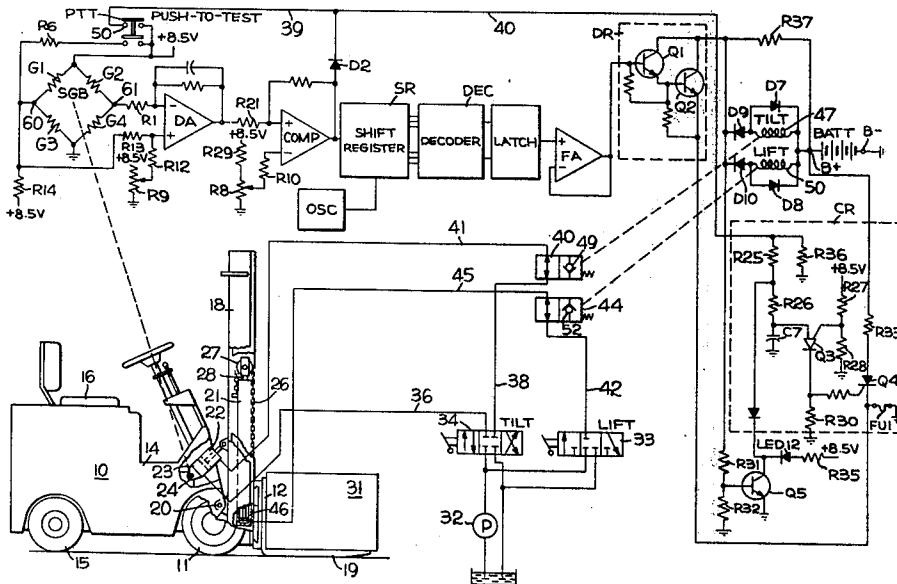 PTT
PUSH-TO-TEST
39
40
R37
R6
50
+8.5V
DR
Q1
Q2
G1
G2
SGB
61
60
G3
G4
R1
DA
R21
+8.5V
COMP
D2
SR
SHIFT
REGISTER
DEC
DECODER
LATCH
FA
OSC
R13
+8.5V
R12
R9
R14
+8.5V
R29
R8
R10
D7
TILT
47
D9
BATT
B-
B+
LIFT
50
D10
D8
CR
R25
R36
+8.5V
R27
R26
C7
Q3
R28
R33
Q4
R30
FU1
LED12
+8.5V
R35
R31
R32
Q5
41
40
49
45
44
52
18
27
28
21
26
36
38
42
34
TILT
LIFT
33
16
14
22
23
24
10
20
12
46
31
32
P
15
11
19